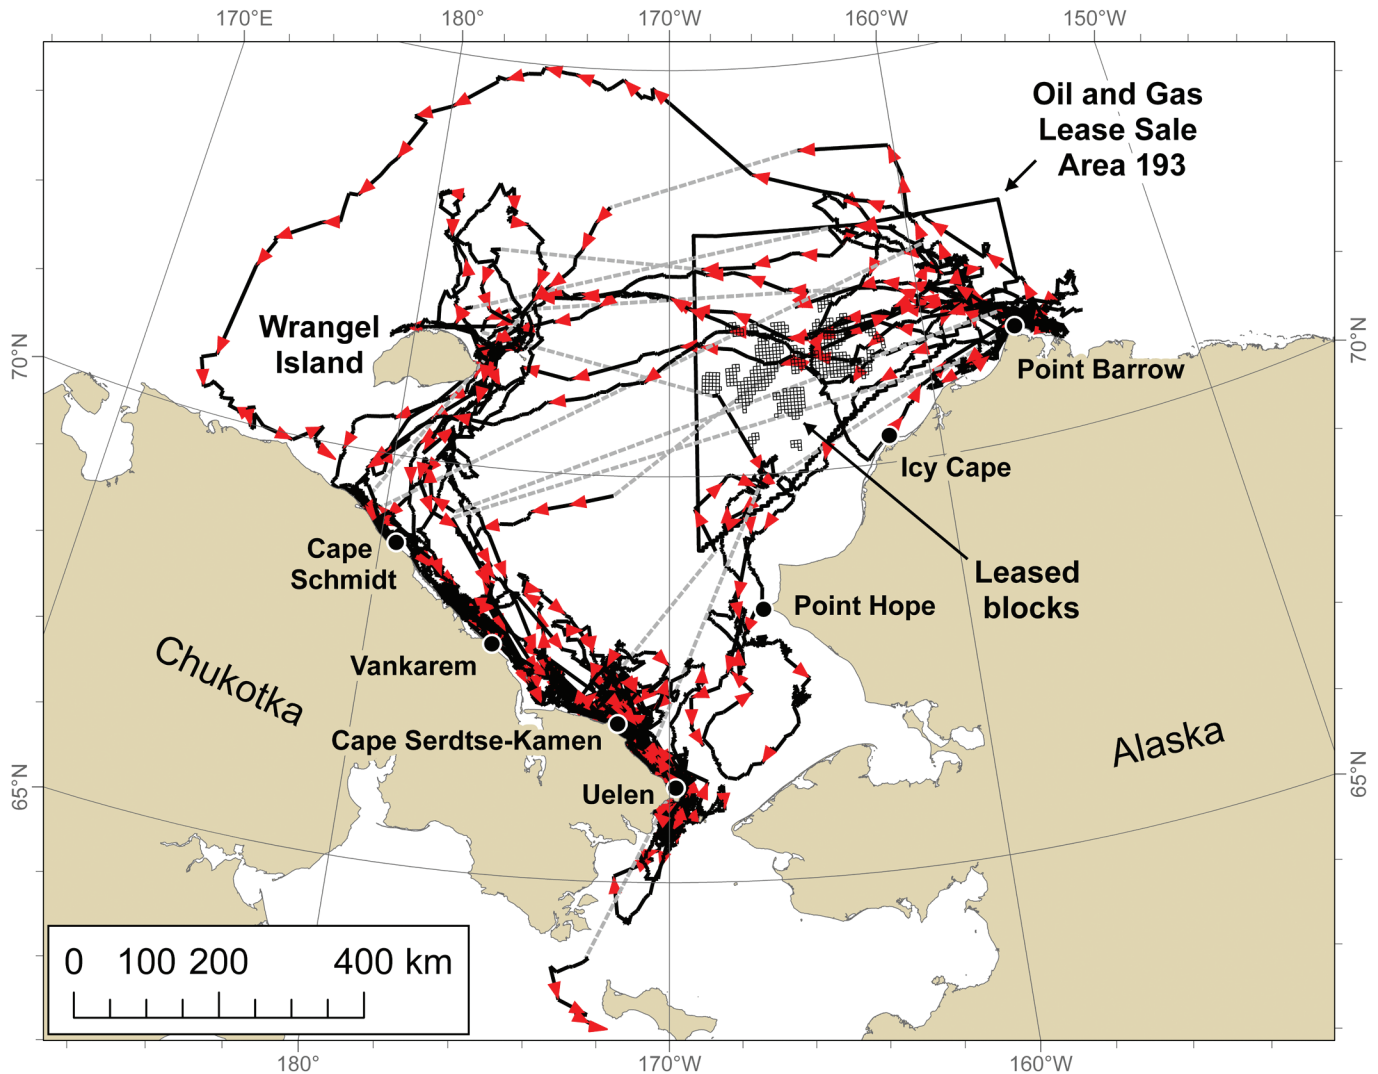 170°E 180° 170°W 160°W 150°W
Oil and Gas
Lease Sale
Area 193
Wrangel
Island
70°N
70°N
Point Barrow
Icy Cape
Cape
Schmidt
Leased
blocks
Point Hope
Vankarem
Chukotka
Cape Serdtse-Kamen
Alaska
Uelen
65°N
65°N
0 100 200 400 km
180° 170°W 160°W